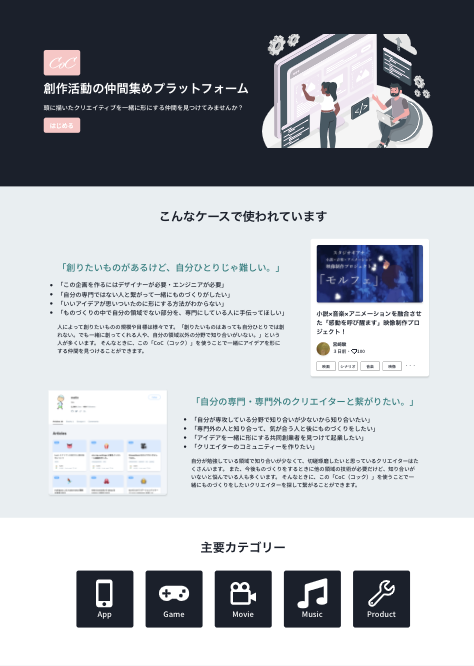 CoC
創作活動の仲間集めプラットフォーム
頭に描いたクリエイティブを一緒に形にする仲間を見つけてみませんか？
はじめる
こんなケースで使われています
「創りたいものがあるけど、自分ひとりじゃ難しい。」
「この企画を作るにはデザイナーが必要・エンジニアが必要」
「自分の専門ではない人と繋がって一緒にものづくりがしたい」
「いいアイデアが思いついたのに形にする方法がわからない」
「ものづくりの中で自分の領域でない部分を、専門にしている人に手伝ってほしい」
人によって創りたいものの規模や目標は様々です。「創りたいものはあっても自分ひとりでは創
れない、でも一緒に創ってくれる人や、自分の領域以外の分野で知り合いがいない。」という
人が多くいます。そんなときに、この「CoC（コック）」を使うことで一緒にアイデアを形に
する仲間を見つけることができます。
「モルフェ」
小説×音楽×アニメーションを融合させ
た「感動を呼び醒ます」映像制作プロ
ジェクト！
3 日前・
100
映画
シナリオ
音楽
映像
・・・
「自分の専門・専門外のクリエイターと繋がりたい。」
「自分が専攻している分野で知り合いが少ないから知り合いたい」
「専門外の人と知り合って、気が合う人と後にものづくりをしたい」
「アイデアを一緒に形にする共同創業者を見つけて起業したい」
「クリエイターのコミュニティーを作りたい」
自分が勉強している領域で知り合いが少なくて、切磋琢磨したいと思っているクリエイターはた
くさんいます。また、今後ものづくりをするときに他の領域の技術が必要だけど、知り合いが
いないと悩んでいる人も多くいます。そんなときに、この「CoC（コック）」を使うことで一
緒にものづくりをしたいクリエイターを探して繋がることができます。
Articles
主要カテゴリー
App
Game
Movie
Music
Product